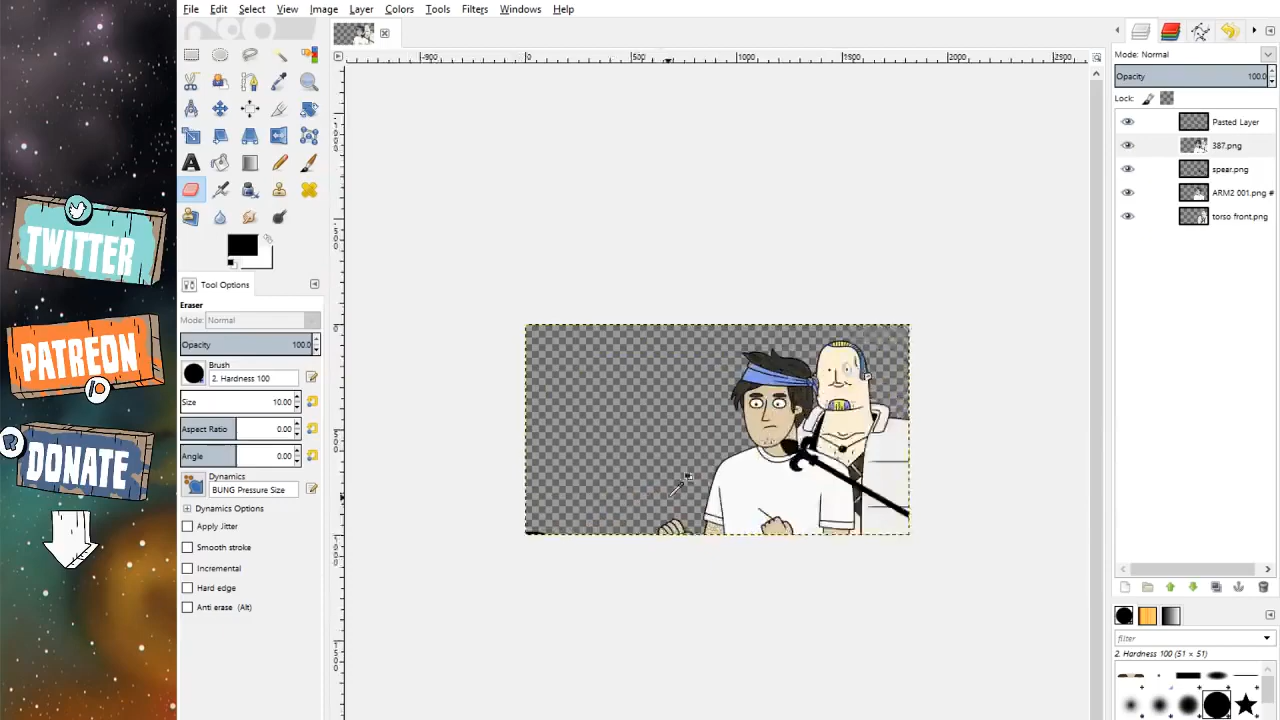 File Edit Select View Image Layer Colors Tools Filters Windows Help
-500 0 500 1000 1500 2000 2500
TWITTER
PATREON
DONATE
Tool Options
Eraser
Mode: Normal
Opacity 100.0
Brush
2. Hardness 100
Size 10.00
Aspect Ratio 0.00
Angle 0.00
Dynamics
BUNG Pressure Size
Dynamics Options
Apply Jitter
Smooth stroke
Incremental
Hard edge
Anti erase (Alt)
Mode: Normal
Opacity 100.0
Lock:
Pasted Layer
387.png
spear.png
ARM2 001.png #
torso front.png
filter
2. Hardness 100 (51 × 51)